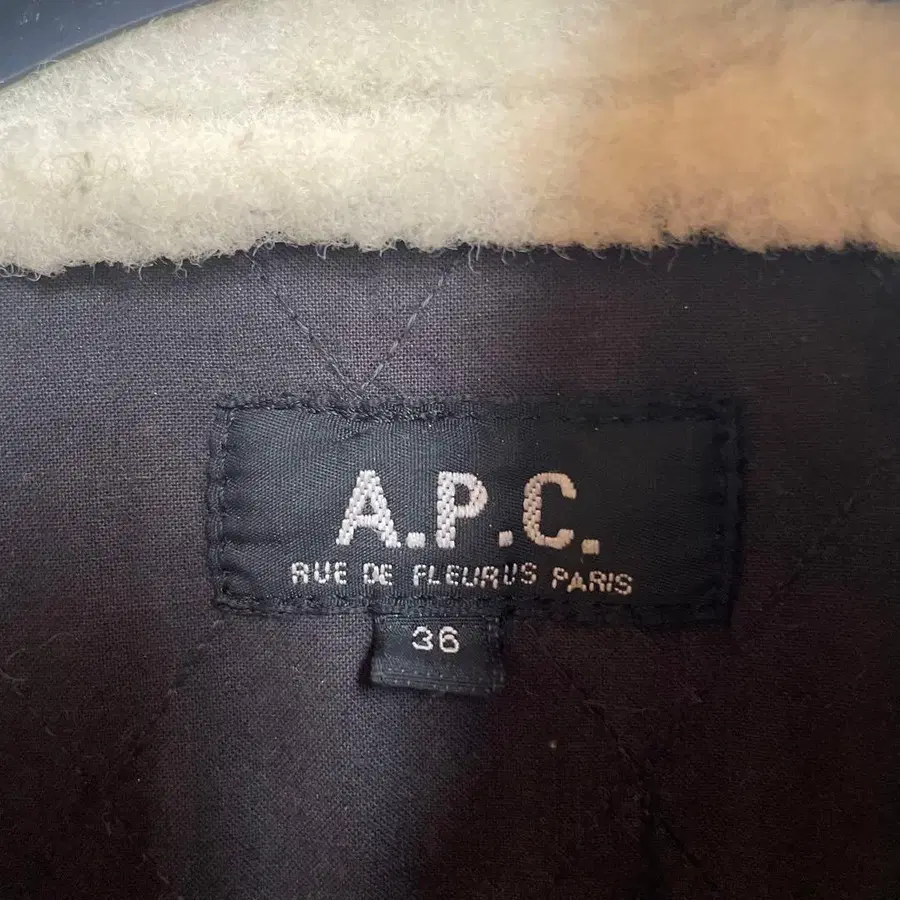 A.P.C.
RUE DE FLEURUS PARIS
36